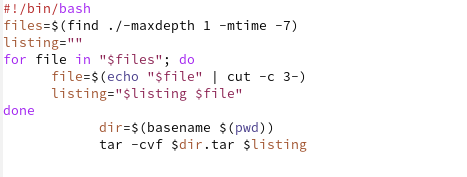 #!/bin/bash
files=$(find ./-maxdepth 1 -mtime -7)
listing=""
for file in "$files"; do
file=$(echo "$file" | cut -c 3-)
listing="$listing $file"
done
dir=$(basename $(pwd))
tar -cvf $dir.tar $listing